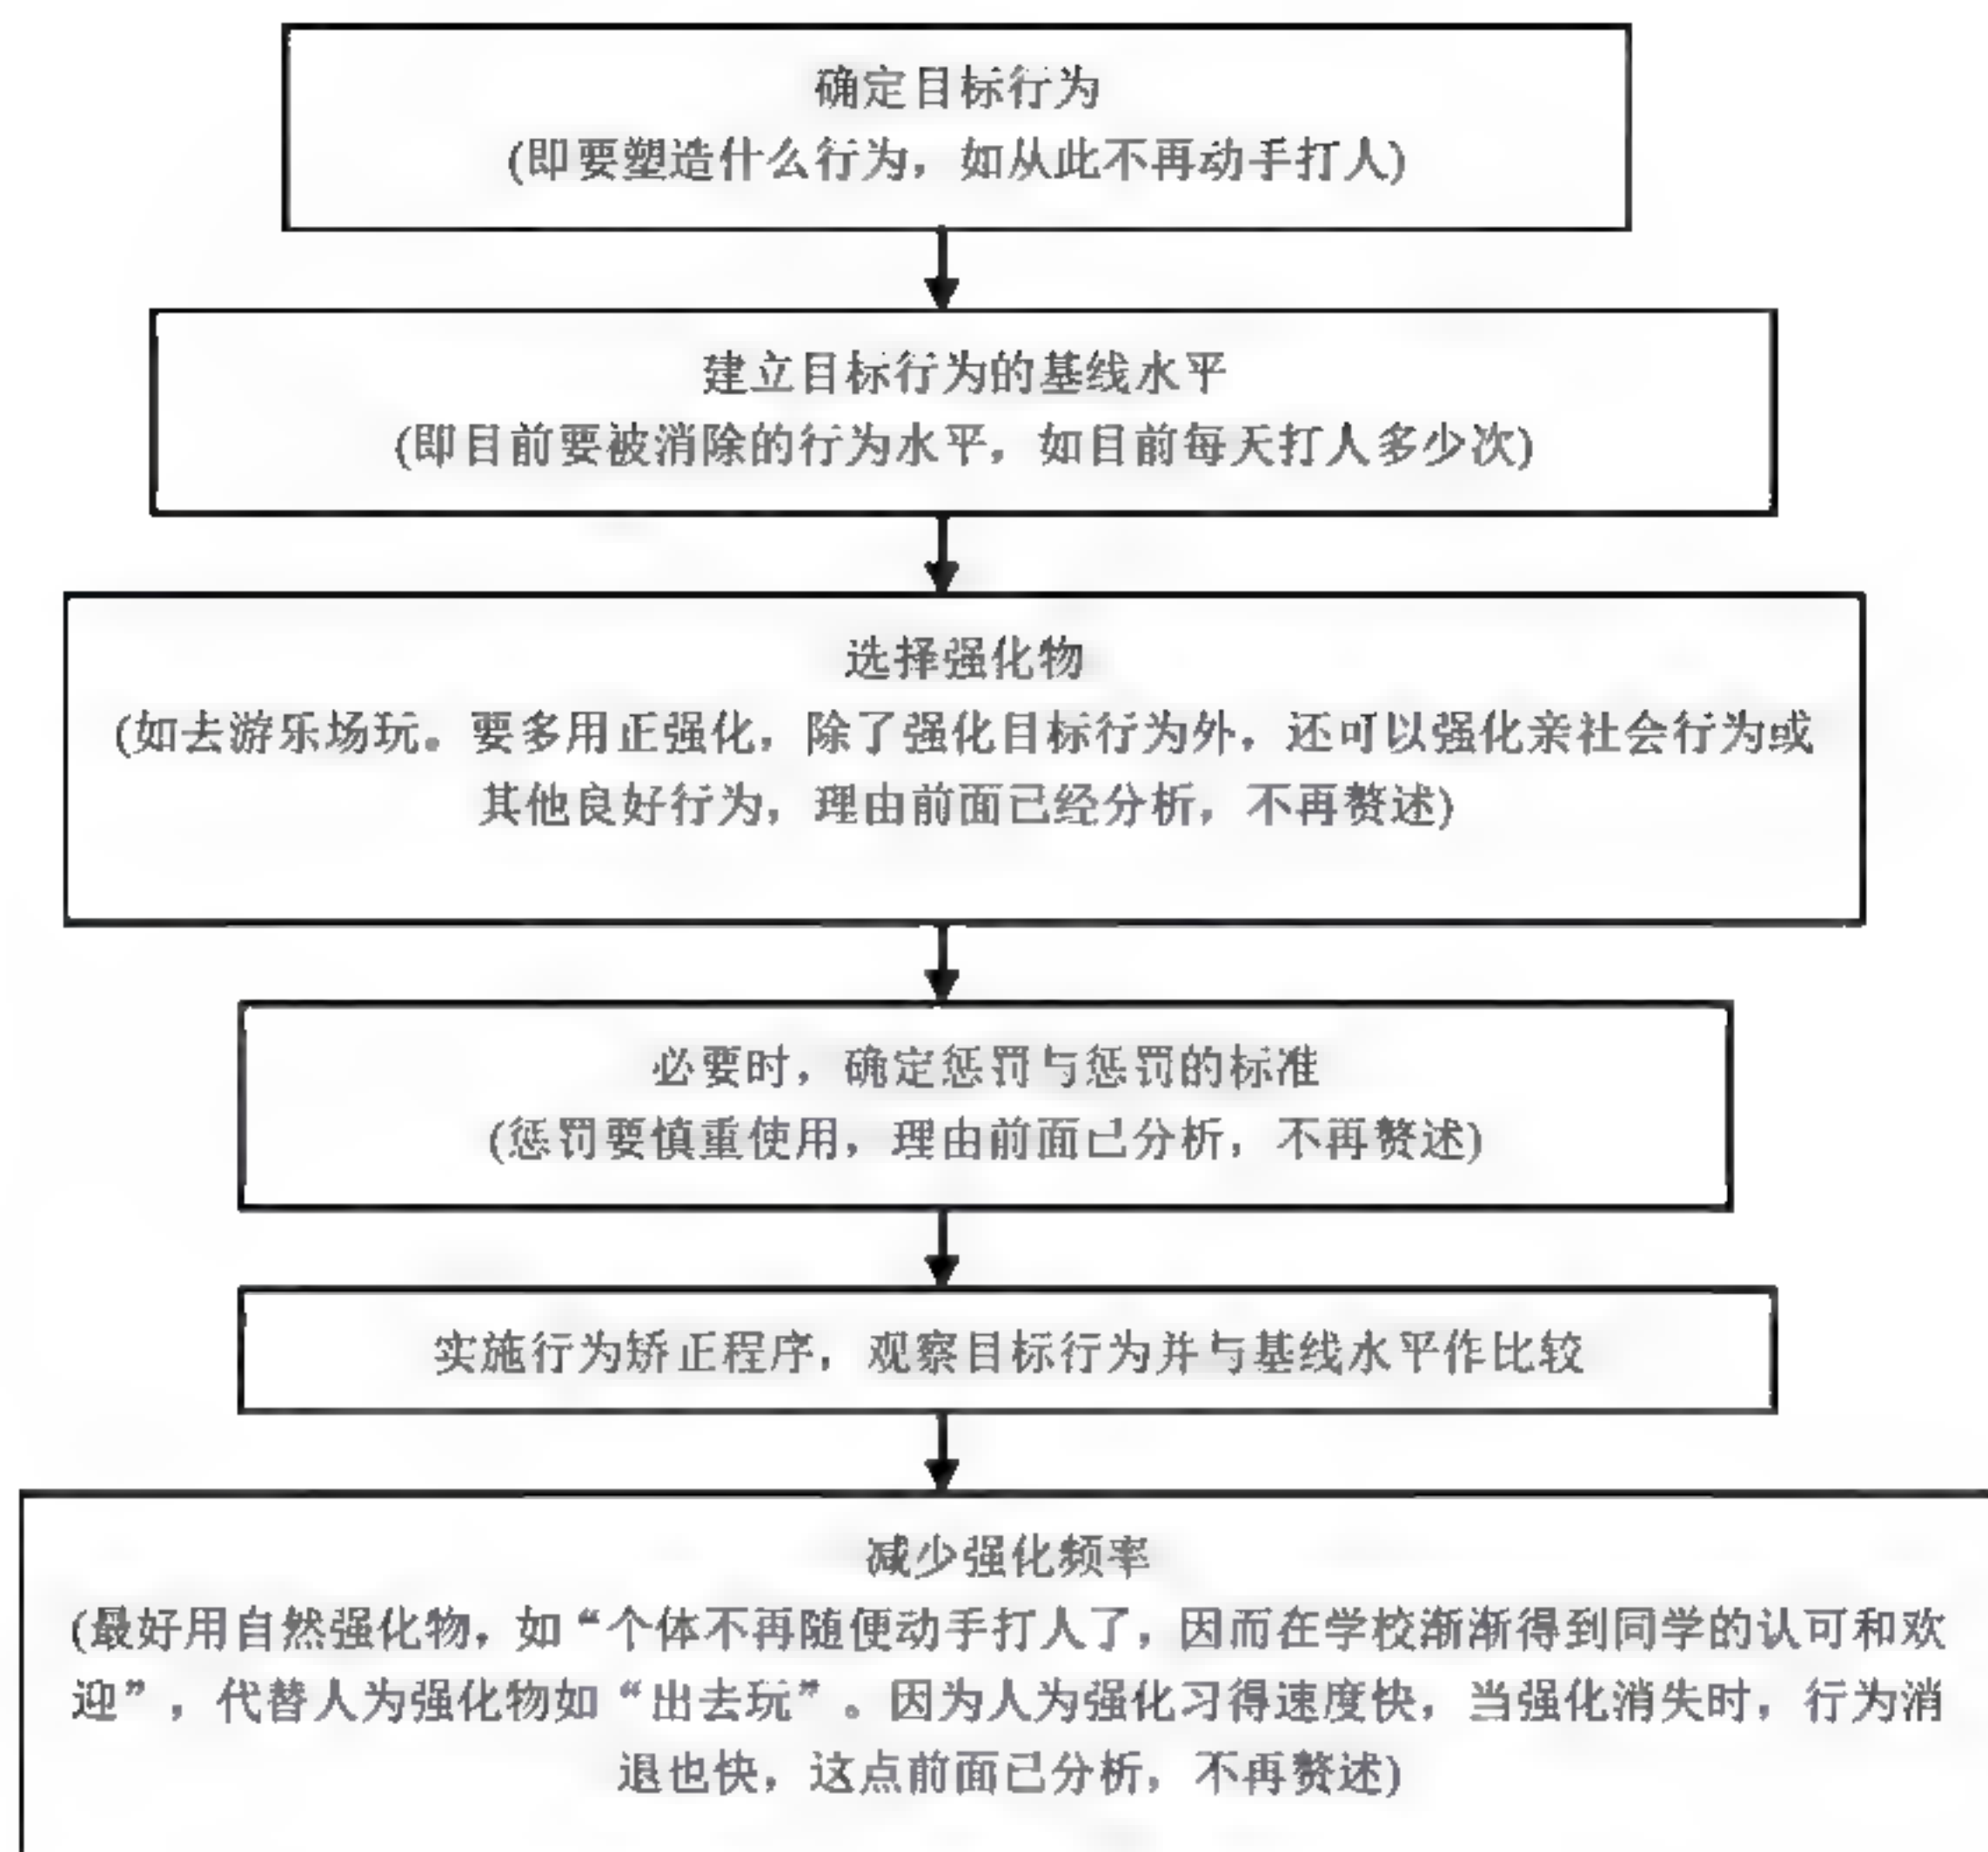 确定目标行为
(即要塑造什么行为，如从此不再动手打人)
建立目标行为的基线水平
(即目前要被消除的行为水平，如目前每天打人多少次)
选择强化物
(如去游乐场玩。要多用正强化，除了强化目标行为外，还可以强化亲社会行为或
其他良好行为，理由前面已经分析，不再赘述)
必要时，确定惩罚与惩罚的标准
(惩罚要慎重使用，理由前面已分析，不再赘述)
实施行为矫正程序，观察目标行为并与基线水平作比较
减少强化频率
(最好用自然强化物，如“个体不再随便动手打人了，因而在学校渐渐得到同学的认可和欢
迎”，代替人为强化物如“出去玩”。因为人为强化习得速度快，当强化消失时，行为消
退也快，这点前面已分析，不再赘述)